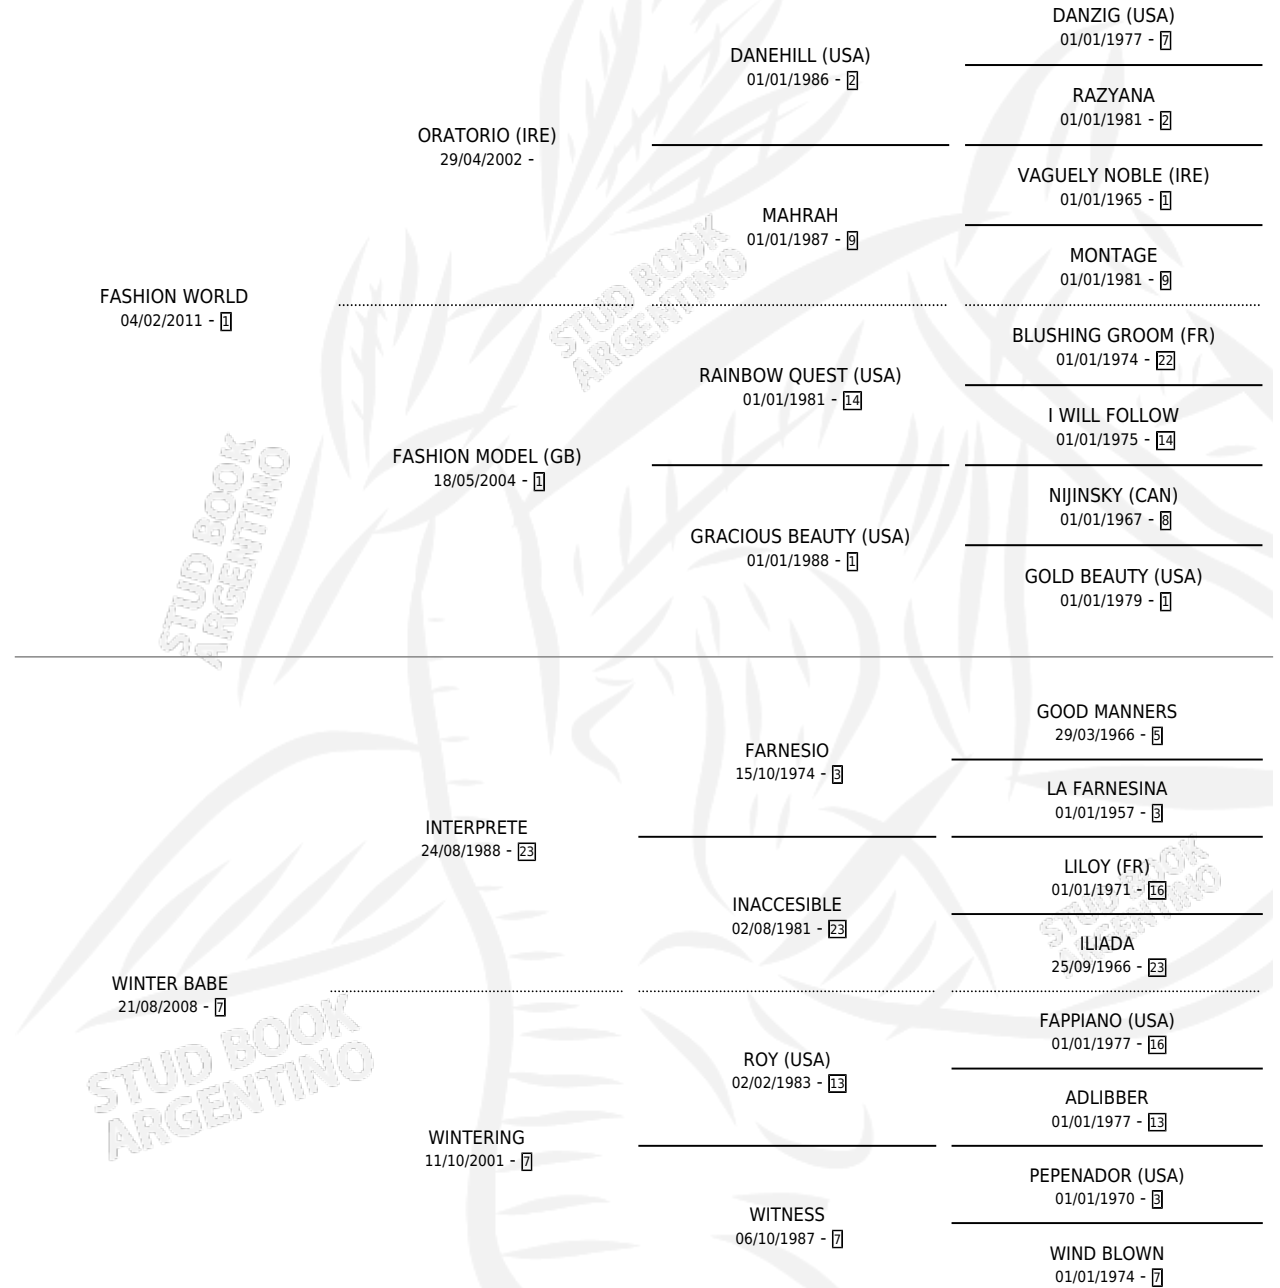 DANZIG (USA)
01/01/1977 - 7
DANEHILL (USA)
01/01/1986 - 2
RAZYANA
01/01/1981 - 2
ORATORIO (IRE)
29/04/2002 -
VAGUELY NOBLE (IRE)
01/01/1965 - 1
MAHRAH
01/01/1987 - 9
MONTAGE
01/01/1981 - 9
FASHION WORLD
04/02/2011 - 1
STUD BOOK
ARGENTINO
BLUSHING GROOM (FR)
01/01/1974 - 22
RAINBOW QUEST (USA)
01/01/1981 - 14
I WILL FOLLOW
01/01/1975 - 14
FASHION MODEL (GB)
18/05/2004 - 1
NIJINSKY (CAN)
01/01/1967 - 8
GRACIOUS BEAUTY (USA)
01/01/1988 - 1
GOLD BEAUTY (USA)
01/01/1979 - 1
STUD BOOK
ARGENTINO
GOOD MANNERS
29/03/1966 - 5
FARNESIO
15/10/1974 - 3
LA FARNESINA
01/01/1957 - 3
INTERPRETE
24/08/1988 - 23
LILOY (FR)
01/01/1971 - 16
INACCESIBLE
02/08/1981 - 23
ILIADA
25/09/1966 - 23
STUD BOOK
ARGENTINO
WINTER BABE
21/08/2008 - 7
STUD BOOK
ARGENTINO
FAPPIANO (USA)
01/01/1977 - 16
ROY (USA)
02/02/1983 - 13
ADLIBBER
01/01/1977 - 13
WINTERING
11/10/2001 - 7
PEPENADOR (USA)
01/01/1970 - 3
WITNESS
06/10/1987 - 7
WIND BLOWN
01/01/1974 - 7